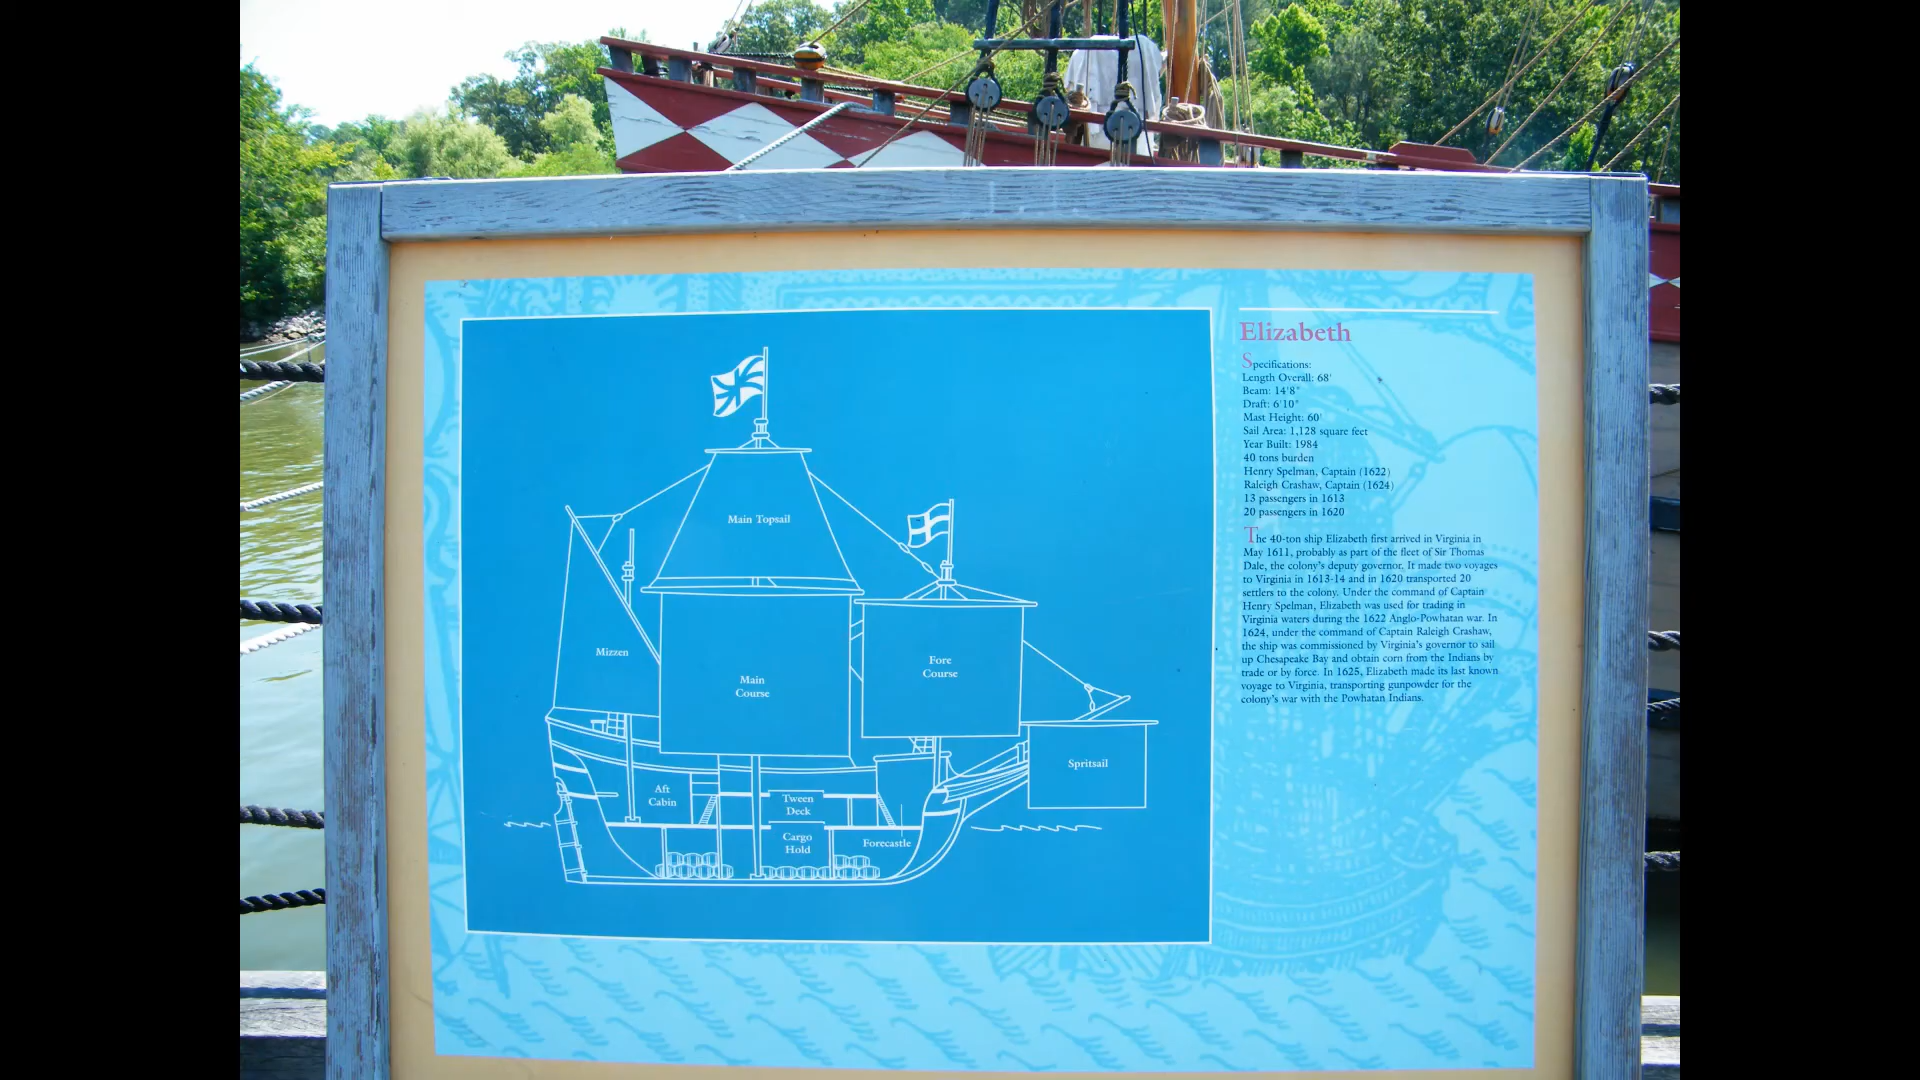 Main Topsail
Mizzen
Main
Course
Fore
Course
Spritsail
Aft
Cabin
Tween
Deck
Cargo
Hold
Forecastle
Elizabeth
Specifications:
Length Overall: 68'
Beam: 14'8"
Draft: 6'10"
Mast Height: 60'
Sail Area: 1,128 square feet
Year Built: 1984
40 tons burden
Henry Spelman, Captain (1622)
Raleigh Crashaw, Captain (1624)
13 passengers in 1613
20 passengers in 1620
The 40-ton ship Elizabeth first arrived in Virginia in
May 1611, probably as part of the fleet of Sir Thomas
Dale, the colony's deputy governor. It made two voyages
to Virginia in 1613-14 and in 1620 transported 20
settlers to the colony. Under the command of Captain
Henry Spelman, Elizabeth was used for trading in
Virginia waters during the 1622 Anglo-Powhatan war. In
1624, under the command of Captain Raleigh Crashaw,
the ship was commissioned by Virginia's governor to sail
up Chesapeake Bay and obtain corn from the Indians by
trade or by force. In 1625, Elizabeth made its last known
voyage to Virginia, transporting gunpowder for the
colony's war with the Powhatan Indians.